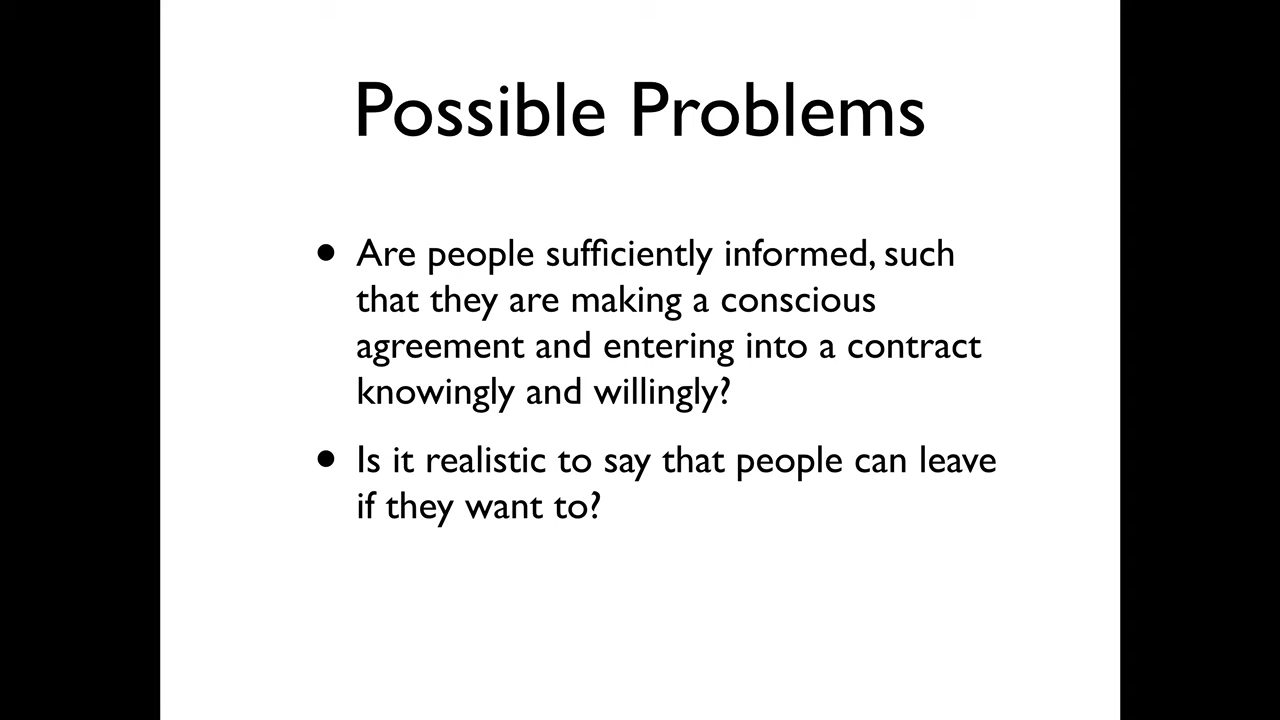 Possible Problems
• Are people sufficiently informed, such
that they are making a conscious
agreement and entering into a contract
knowingly and willingly?
• Is it realistic to say that people can leave
if they want to?